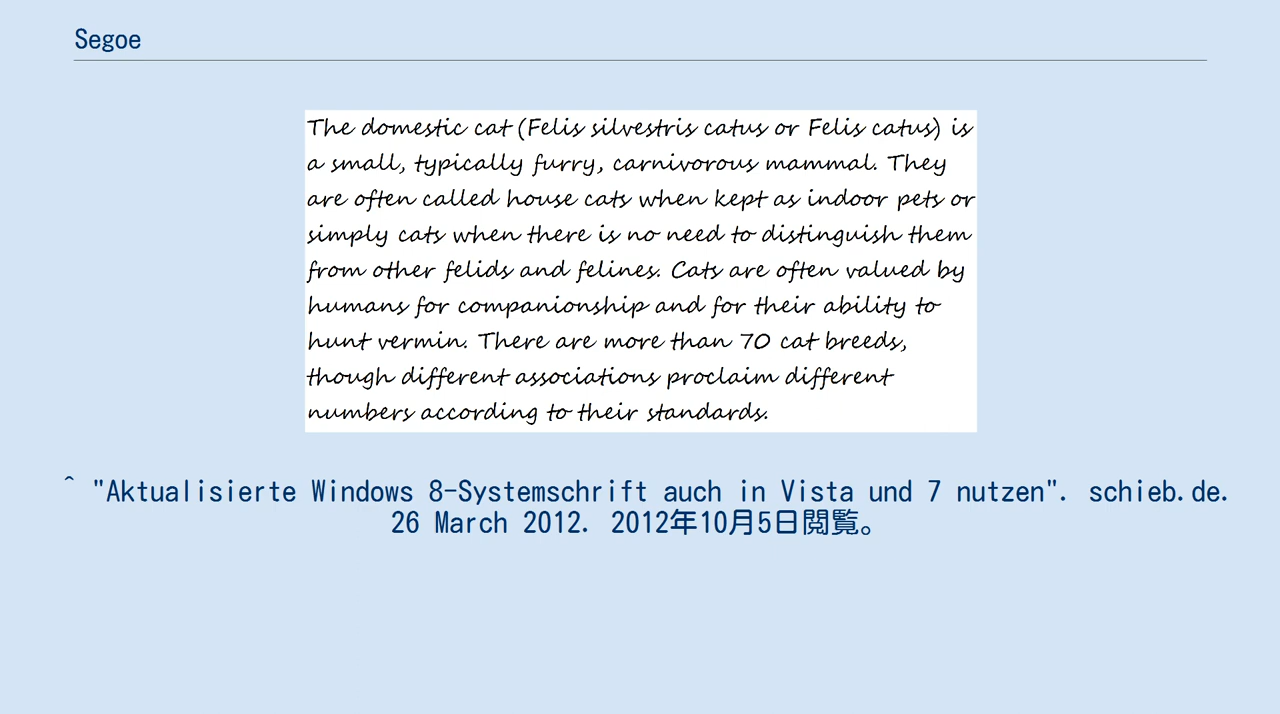 Segoe
The domestic cat (Felis silvestris catus or Felis catus) is
a small, typically furry, carnivorous mammal. They
are often called house cats when kept as indoor pets or
simply cats when there is no need to distinguish them
from other felids and felines. Cats are often valued by
humans for companionship and for their ability to
hunt vermin. There are more than 70 cat breeds,
though different associations proclaim different
numbers according to their standards.
^ "Aktualisierte Windows 8-Systemschrift auch in Vista und 7 nutzen". schieb.de.
26 March 2012. 2012年10月5日閲覧。